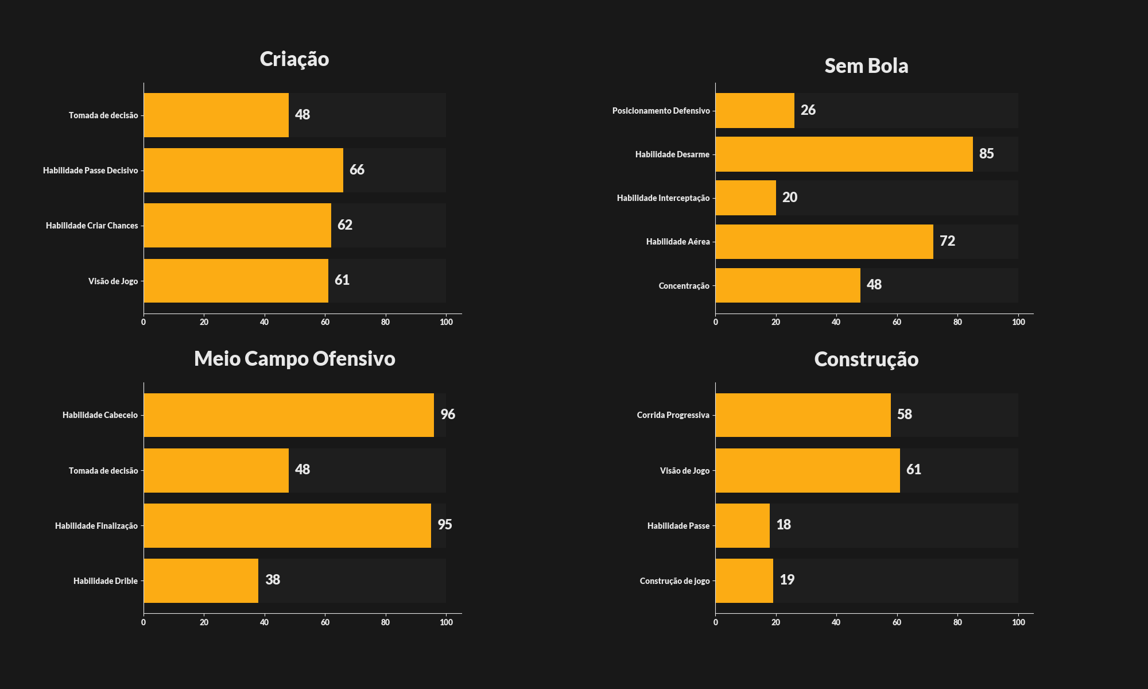 Criação
Tomada de decisão 48
Habilidade Passe Decisivo 66
Habilidade Criar Chances 62
Visão de Jogo 61
0 20 40 60 80 100
Sem Bola
Posicionamento Defensivo 26
Habilidade Desarme 85
Habilidade Interceptação 20
Habilidade Aérea 72
Concentração 48
0 20 40 60 80 100
Meio Campo Ofensivo
Habilidade Cabeceio 96
Tomada de decisão 48
Habilidade Finalização 95
Habilidade Drible 38
0 20 40 60 80 100
Construção
Corrida Progressiva 58
Visão de Jogo 61
Habilidade Passe 18
Construção de jogo 19
0 20 40 60 80 100